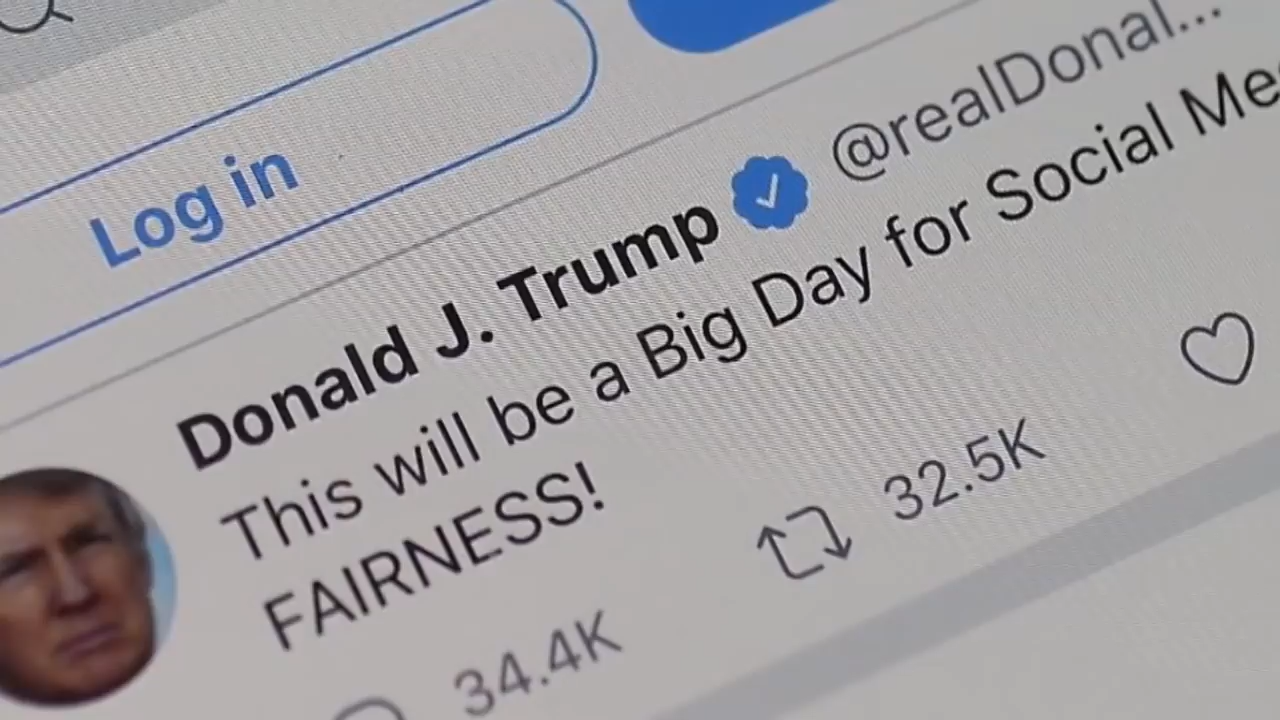 Log in
Donald J. Trump @realDonal...
This will be a Big Day for Social Me
FAIRNESS!
34.4K 32.5K